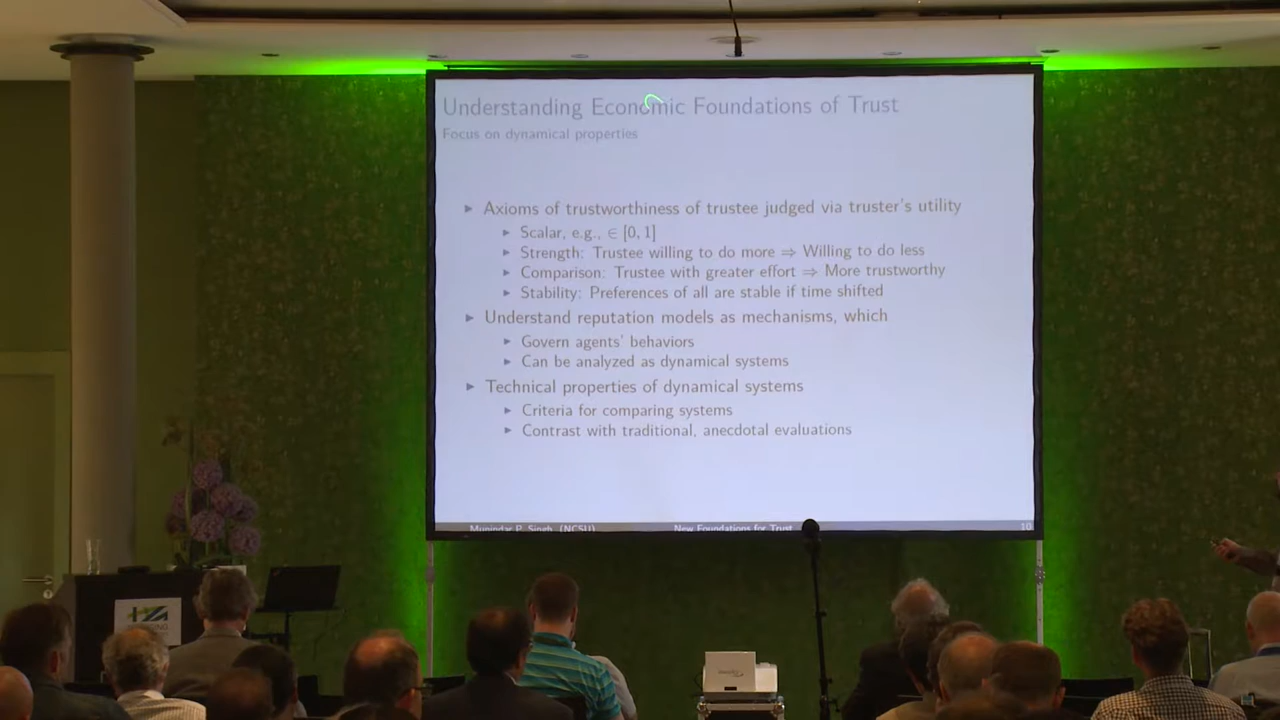 Understanding Economic Foundations of Trust
Focus on dynamical properties
► Axioms of trustworthiness of trustee judged via truster's utility
► Scalar, e.g., ∈ [0, 1]
► Strength: Trustee willing to do more ⇒ Willing to do less
► Comparison: Trustee with greater effort ⇒ More trustworthy
► Stability: Preferences of all are stable if time shifted
► Understand reputation models as mechanisms, which
► Govern agents' behaviors
► Can be analyzed as dynamical systems
► Technical properties of dynamical systems
► Criteria for comparing systems
► Contrast with traditional, anecdotal evaluations
Munindar P. Singh (NCSU) New Foundations for Trust 10